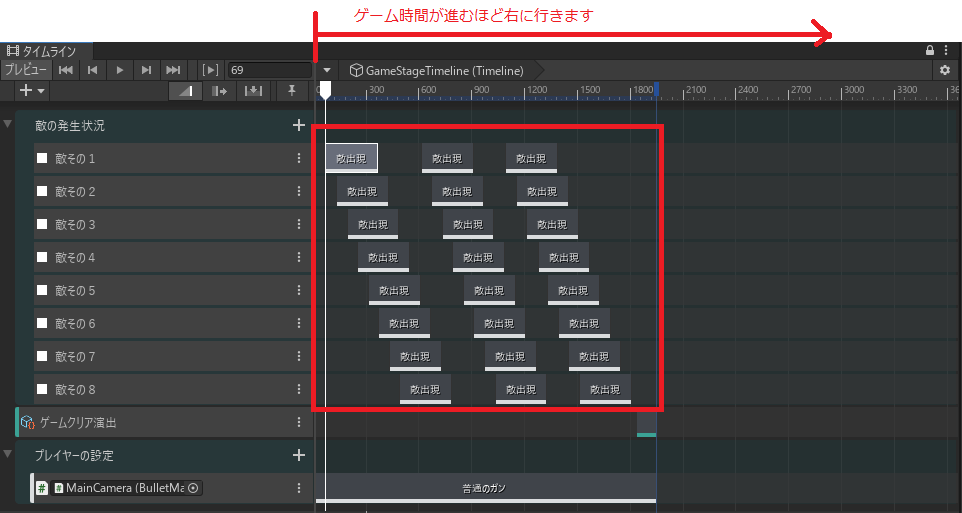 ゲーム時間が進むほど右に行きます
タイムライン
プレビュー 69 GameStageTimeline (Timeline)
0 300 600 900 1200 1500 1800 2100 2400 2700 3000 3300
敵の発生状況
敵その 1 敵出現 敵出現 敵出現
敵その 2 敵出現 敵出現 敵出現
敵その 3 敵出現 敵出現 敵出現
敵その 4 敵出現 敵出現 敵出現
敵その 5 敵出現 敵出現 敵出現
敵その 6 敵出現 敵出現 敵出現
敵その 7 敵出現 敵出現 敵出現
敵その 8 敵出現 敵出現 敵出現
ゲームクリア演出
プレイヤーの設定
MainCamera (BulletMa 普通のガン